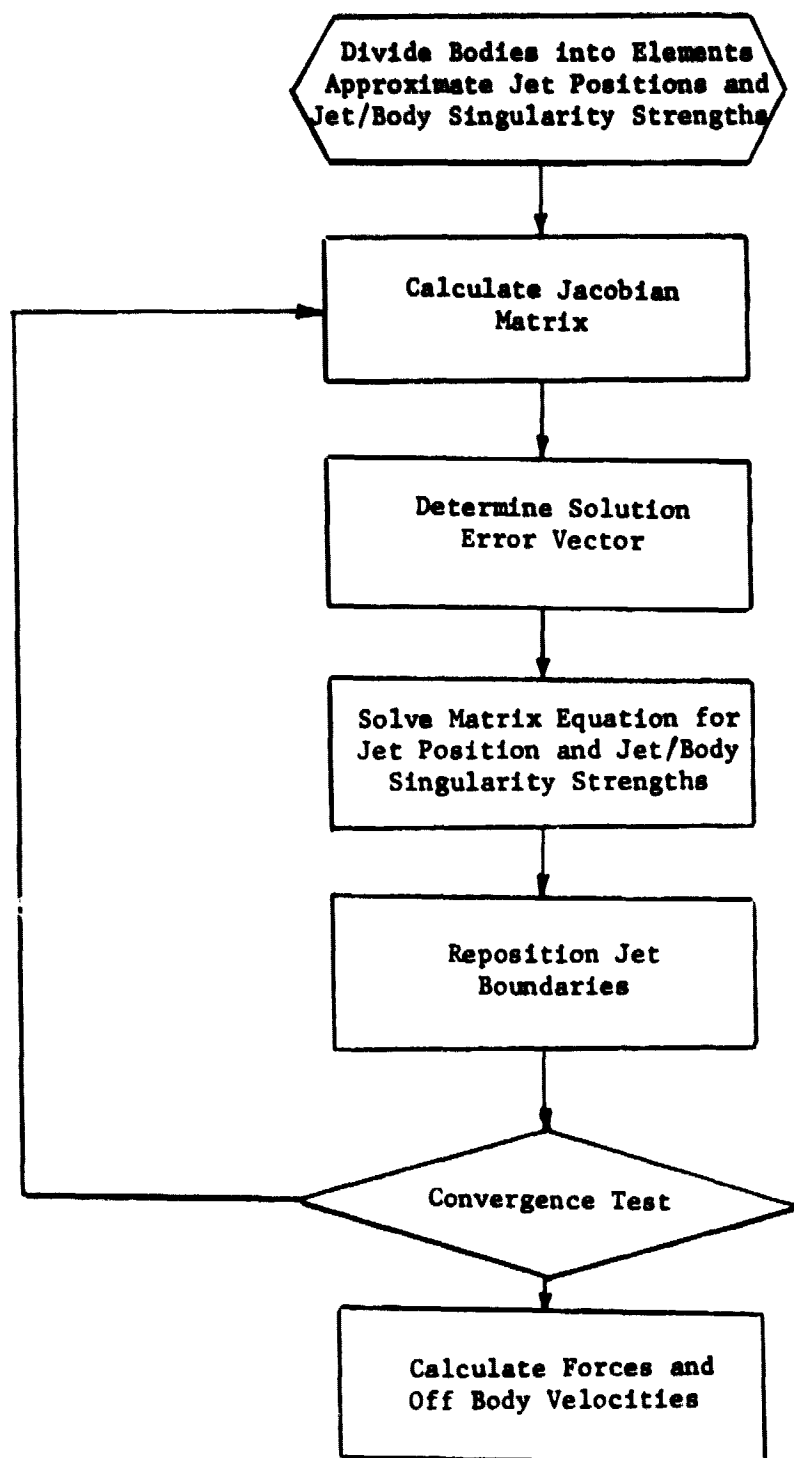 Divide Bodies into Elements
Approximate Jet Positions and
Jet/Body Singularity Strengths
Calculate Jacobian
Matrix
Determine Solution
Error Vector
Solve Matrix Equation for
Jet Position and Jet/Body
Singularity Strengths
Reposition Jet
Boundaries
Convergence Test
Calculate Forces and
Off Body Velocities